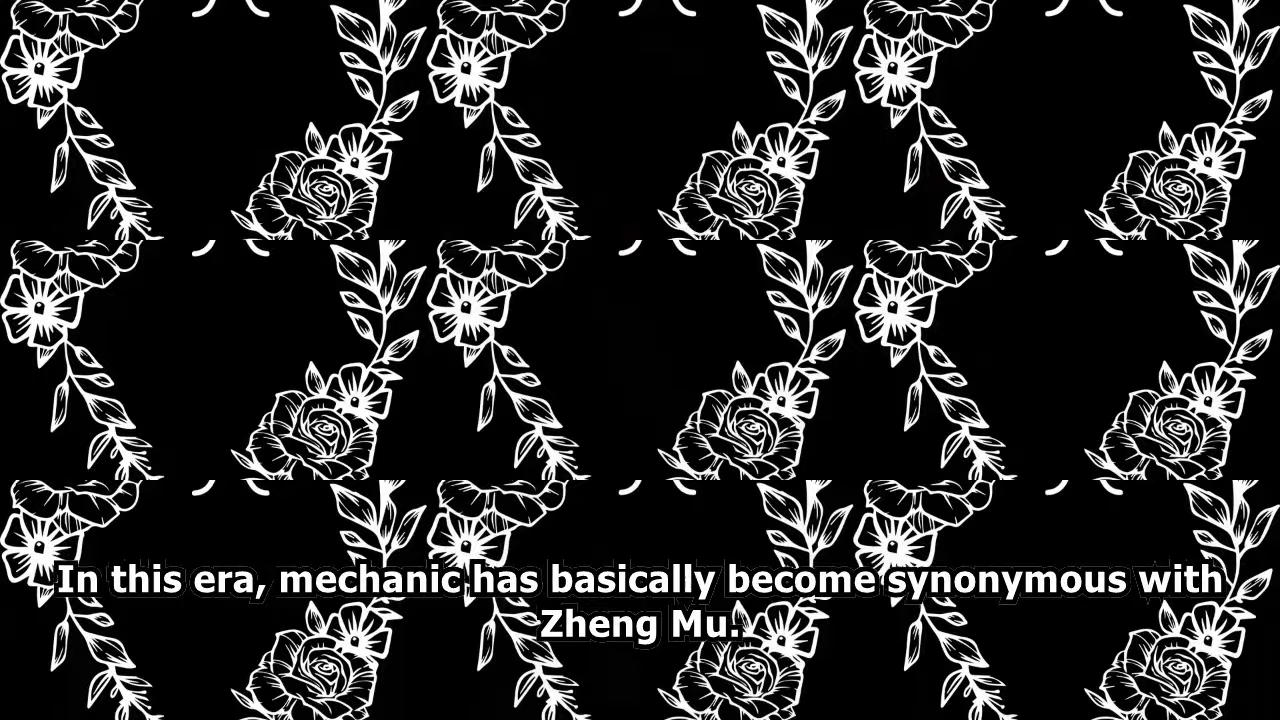 In this era, mechanic has basically become synonymous with
Zheng Mu.